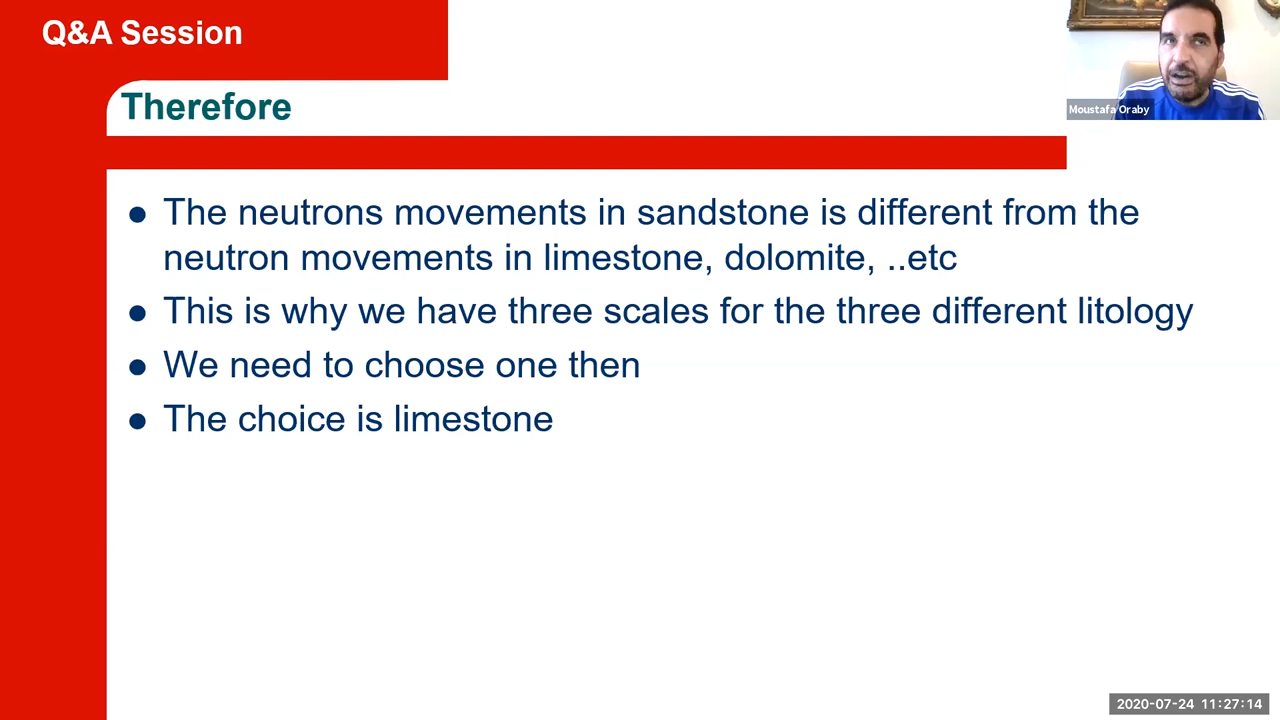 Q&A Session
Moustafa Oraby
Therefore
● The neutrons movements in sandstone is different from the
neutron movements in limestone, dolomite, ..etc
● This is why we have three scales for the three different litology
● We need to choose one then
● The choice is limestone
2020-07-24 11:27:14